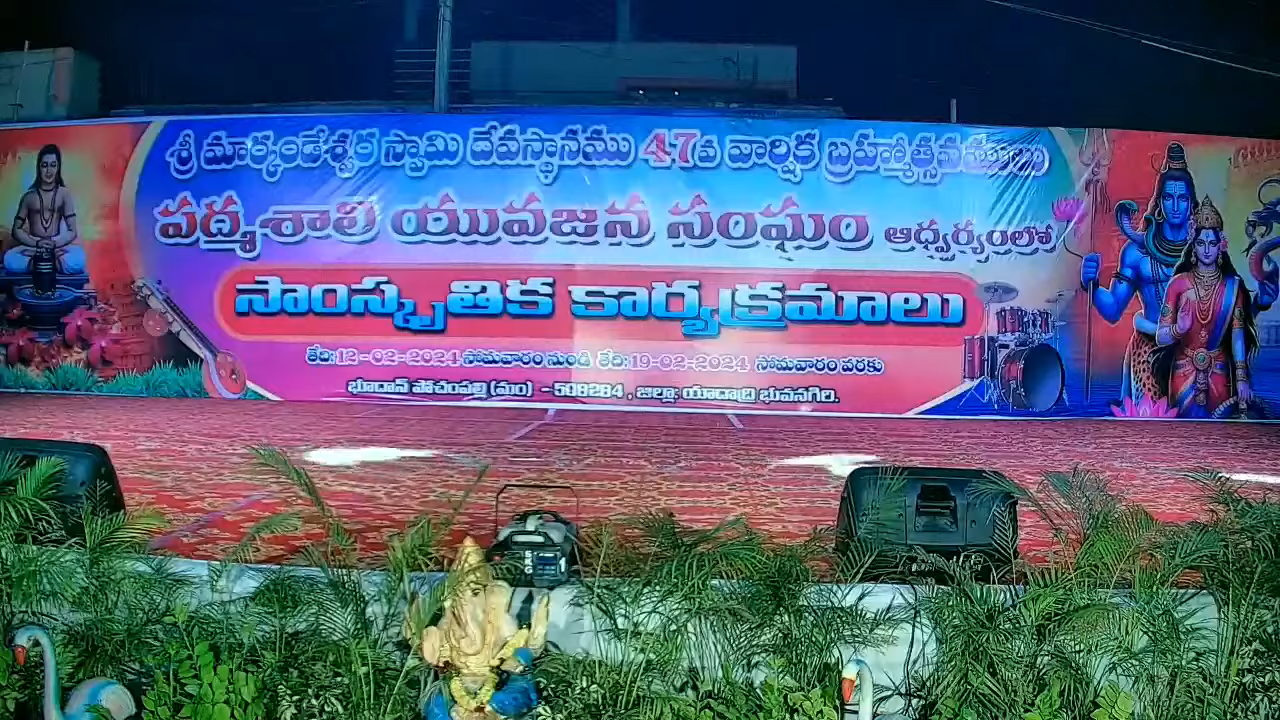 శ్రీ మార్కండేశ్వర స్వామి దేవస్థానము 47వ వార్షిక బ్రహ్మోత్సవములు
పద్మశాలి యువజన సంఘం ఆధ్వర్యంలో
సాంస్కృతిక కార్యక్రమాలు
తేది:12-02-2024 సోమవారం నుండి తేది:19-02-2024 సోమవారం వరకు
భూదాన్ పోచంపల్లి (మం) - 508284 , జిల్లా: యాదాద్రి భువనగిరి.